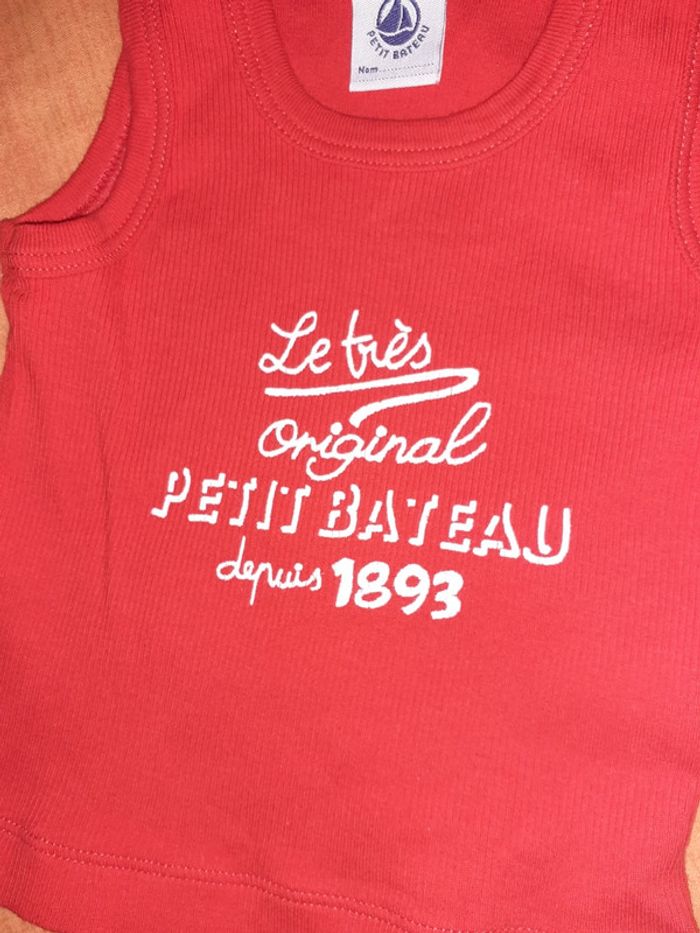 PETIT BATEAU
Nom
Le très
original
PETIT BATEAU
depuis 1893